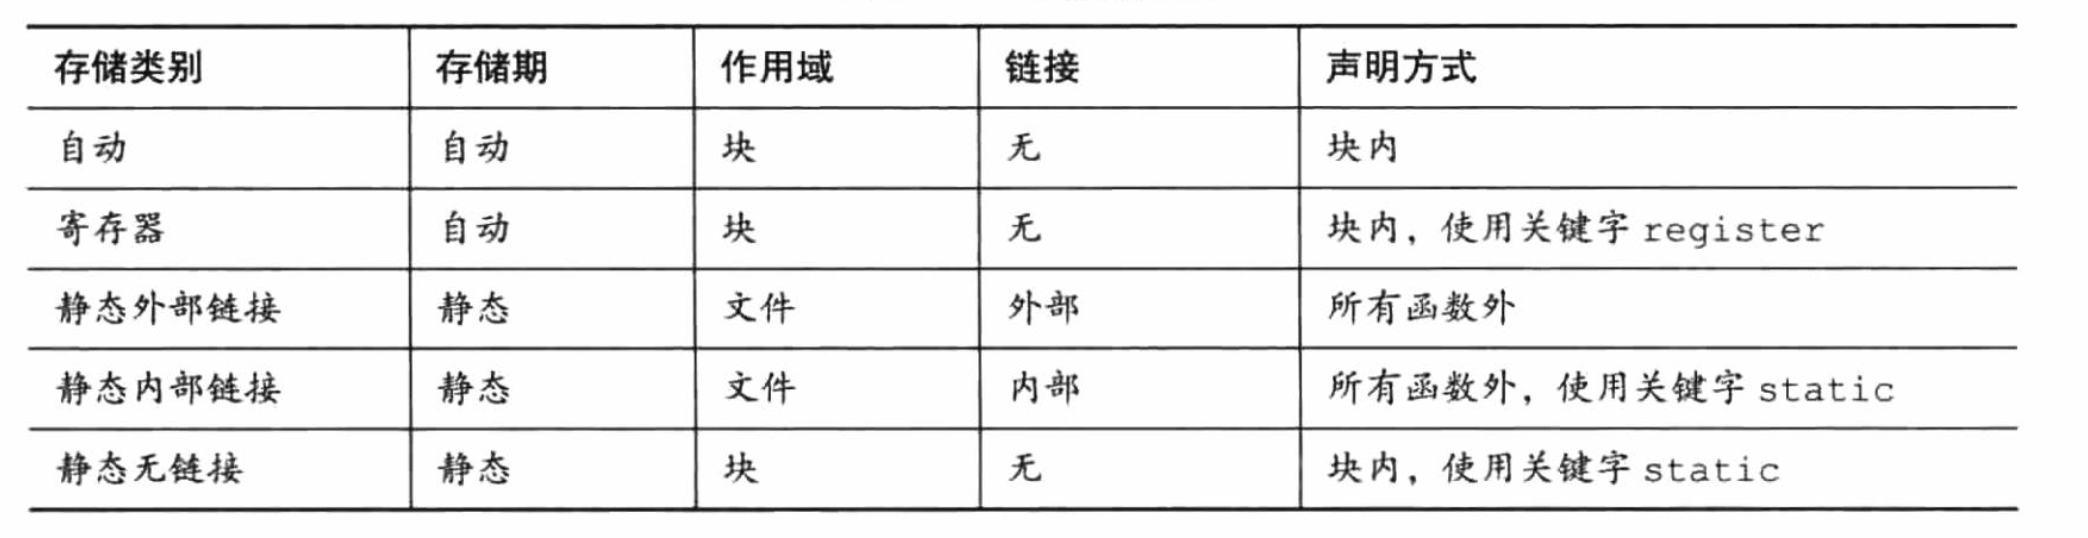 存储类别 存储期 作用域 链接 声明方式
自动 自动 块 无 块内
寄存器 自动 块 无 块内，使用关键字 register
静态外部链接 静态 文件 外部 所有函数外
静态内部链接 静态 文件 内部 所有函数外，使用关键字 static
静态无链接 静态 块 无 块内，使用关键字 static